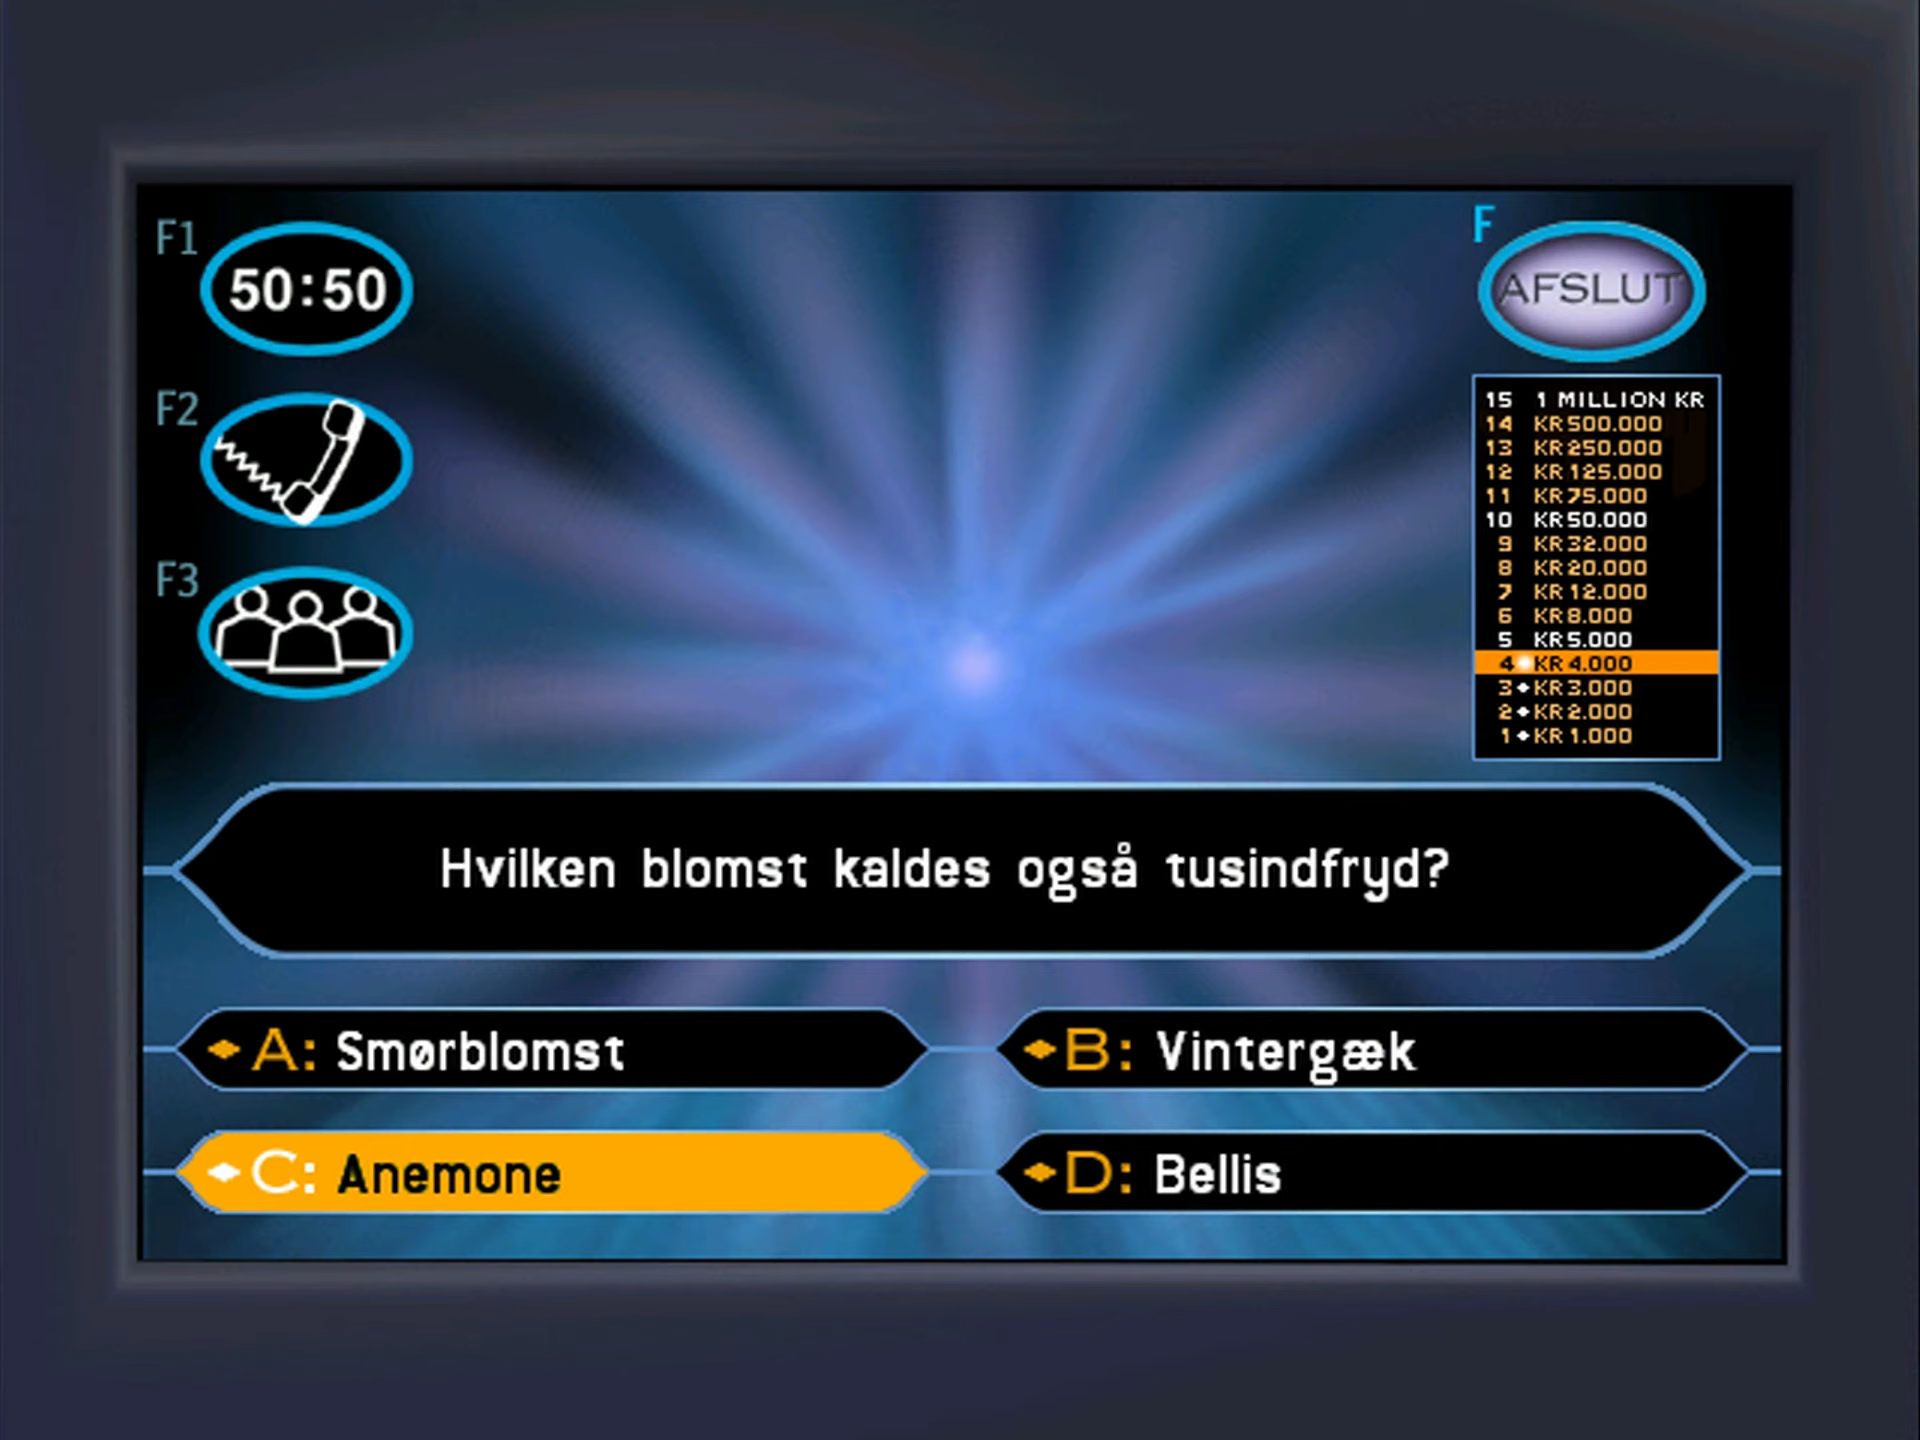 F1
50:50
F2
F3
F
AFSLUT
15 1 MILLION KR
14 KR 500.000
13 KR 250.000
12 KR 125.000
11 KR 75.000
10 KR 50.000
9 KR 32.000
8 KR 20.000
7 KR 12.000
6 KR 8.000
5 KR 5.000
4 KR 4.000
3 KR 3.000
2 KR 2.000
1 KR 1.000
Hvilken blomst kaldes også tusindfryd?
A: Smørblomst
B: Vintergæk
C: Anemone
D: Bellis